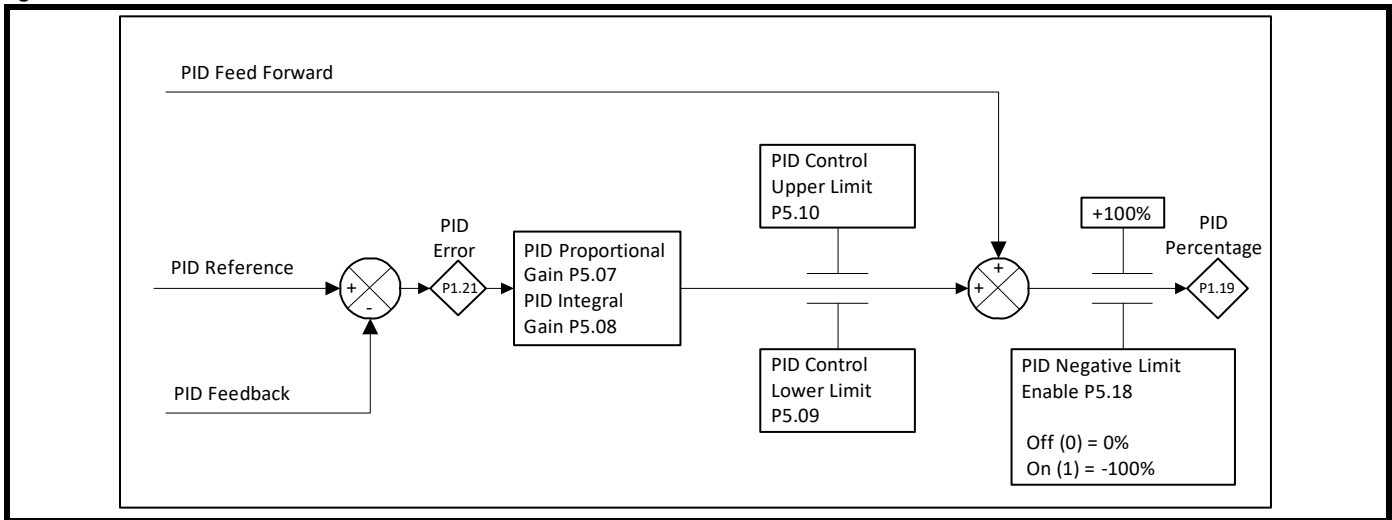 PID Feed Forward
PID Control
Upper Limit
P5.10
+100%
PID
Percentage
PID
Error
PID Reference
+
-
P1.21
PID Proportional
Gain P5.07
PID Integral
Gain P5.08
+
+
P1.19
PID Feedback
PID Control
Lower Limit
P5.09
PID Negative Limit
Enable P5.18
Off (0) = 0%
On (1) = -100%